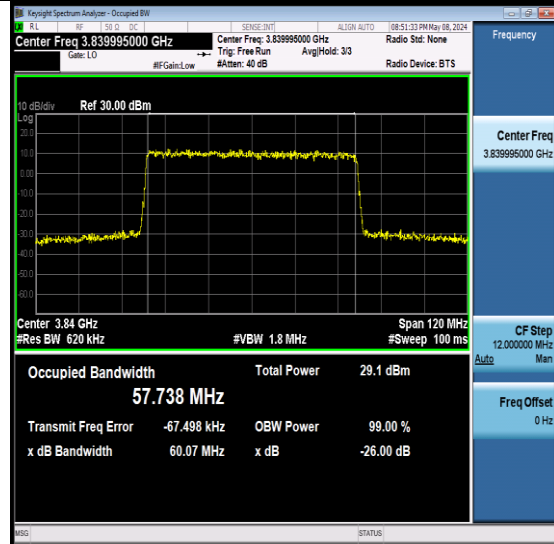 Keysight Spectrum Analyzer - Occupied BW
RL RF 50 Ω DC SENSE:INT ALIGN AUTO 08:51:33 PM May 08, 2024
Center Freq 3.839995000 GHz
Center Freq: 3.839995000 GHz
Radio Std: None
Gate: LO
Trig: Free Run Avg|Hold: 3/3
#IFGain:Low
#Atten: 40 dB
Radio Device: BTS
10 dB/div Ref 30.00 dBm
Log
20.0
10.0
0.00
-10.0
-20.0
-30.0
-40.0
-50.0
-60.0
Center 3.84 GHz
Span 120 MHz
#Res BW 620 kHz
#VBW 1.8 MHz
#Sweep 100 ms
Occupied Bandwidth
Total Power 29.1 dBm
57.738 MHz
Transmit Freq Error -67.498 kHz
OBW Power 99.00 %
x dB Bandwidth 60.07 MHz
x dB -26.00 dB
Frequency
Center Freq
3.839995000 GHz
CF Step
12.000000 MHz
Auto Man
Freq Offset
0 Hz
MSG
STATUS